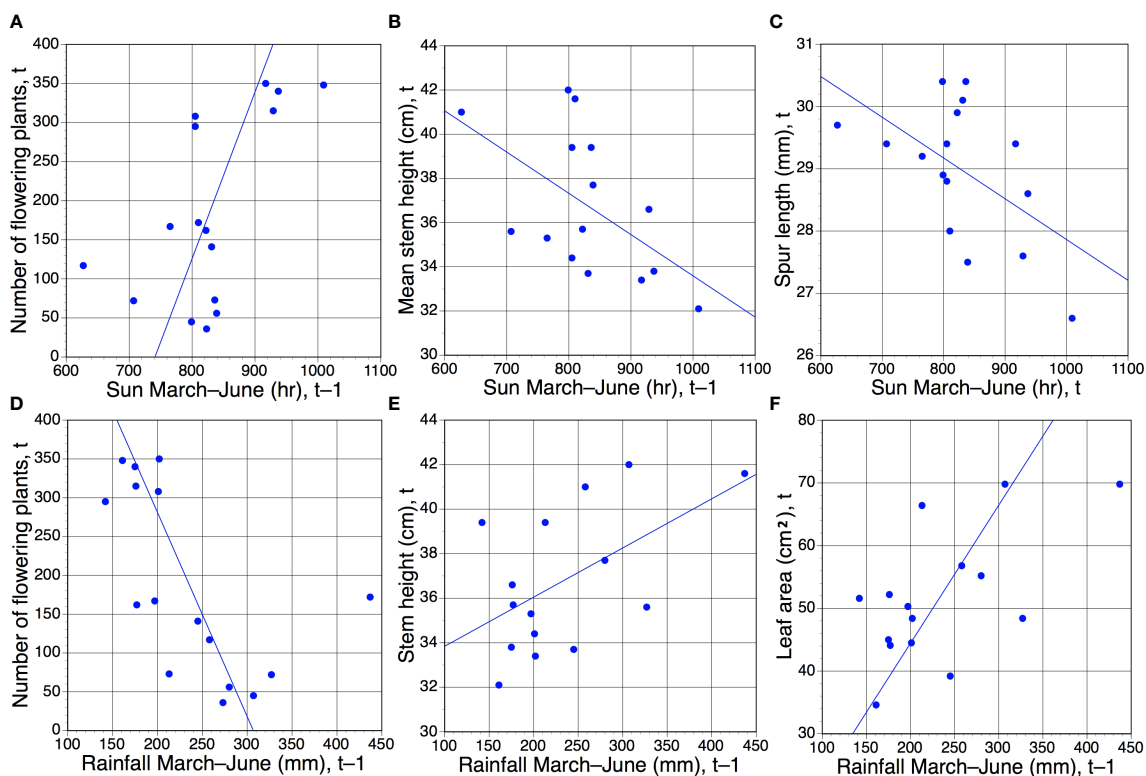 A
Number of flowering plants, t
400
350
300
250
200
150
100
50
0
600 700 800 900 1000 1100
Sun March–June (hr), t–1
B
Mean stem height (cm), t
44
42
40
38
36
34
32
30
600 700 800 900 1000 1100
Sun March–June (hr), t–1
C
Spur length (mm), t
31
30
29
28
27
26
600 700 800 900 1000 1100
Sun March–June (hr), t
D
Number of flowering plants, t
400
350
300
250
200
150
100
50
0
100 150 200 250 300 350 400 450
Rainfall March–June (mm), t–1
E
Stem height (cm), t
44
42
40
38
36
34
32
30
100 150 200 250 300 350 400 450
Rainfall March–June (mm), t–1
F
Leaf area (cm²), t
80
70
60
50
40
30
100 150 200 250 300 350 400 450
Rainfall March–June (mm), t–1